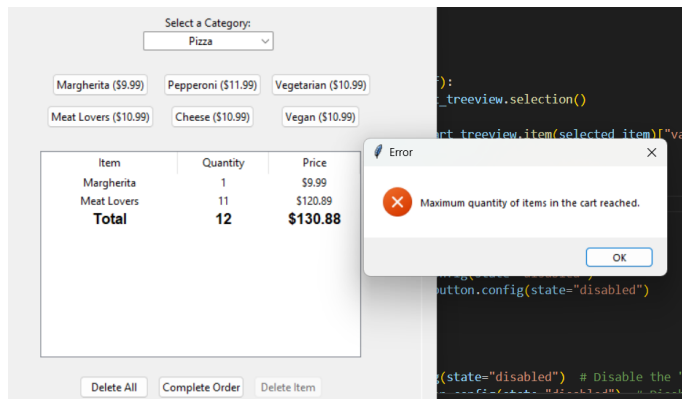 Select a Category:
Pizza
Margherita ($9.99) Pepperoni ($11.99) Vegetarian ($10.99)
Meat Lovers ($10.99) Cheese ($10.99) Vegan ($10.99)
Item Quantity Price
Margherita 1 $9.99
Meat Lovers 11 $120.89
Total 12 $130.88
Delete All Complete Order Delete Item
):
_treeview.selection()
art_treeview.item(selected_item)["va
Error
Maximum quantity of items in the cart reached.
OK
utton.config(state="disabled")
(state="disabled") # Disable the "